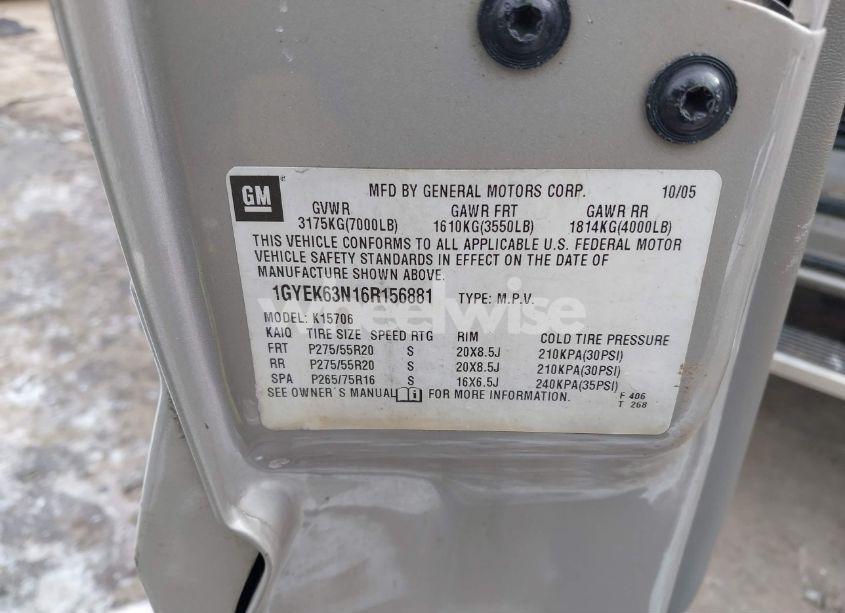 GM ® MFD BY GENERAL MOTORS CORP. 10/05
GVWR GAWR FRT GAWR RR
3175KG(7000LB) 1610KG(3550LB) 1814KG(4000LB)
THIS VEHICLE CONFORMS TO ALL APPLICABLE U.S. FEDERAL MOTOR
VEHICLE SAFETY STANDARDS IN EFFECT ON THE DATE OF
MANUFACTURE SHOWN ABOVE.
1GYEK63N16R156881 TYPE: M.P.V.
wheelwise
MODEL: K15706
KAIQ TIRE SIZE SPEED RTG RIM COLD TIRE PRESSURE
FRT P275/55R20 S 20X8.5J 210KPA(30PSI)
RR P275/55R20 S 20X8.5J 210KPA(30PSI)
SPA P265/75R16 S 16X6.5J 240KPA(35PSI)
SEE OWNER'S MANUAL FOR MORE INFORMATION. F 406
T 268